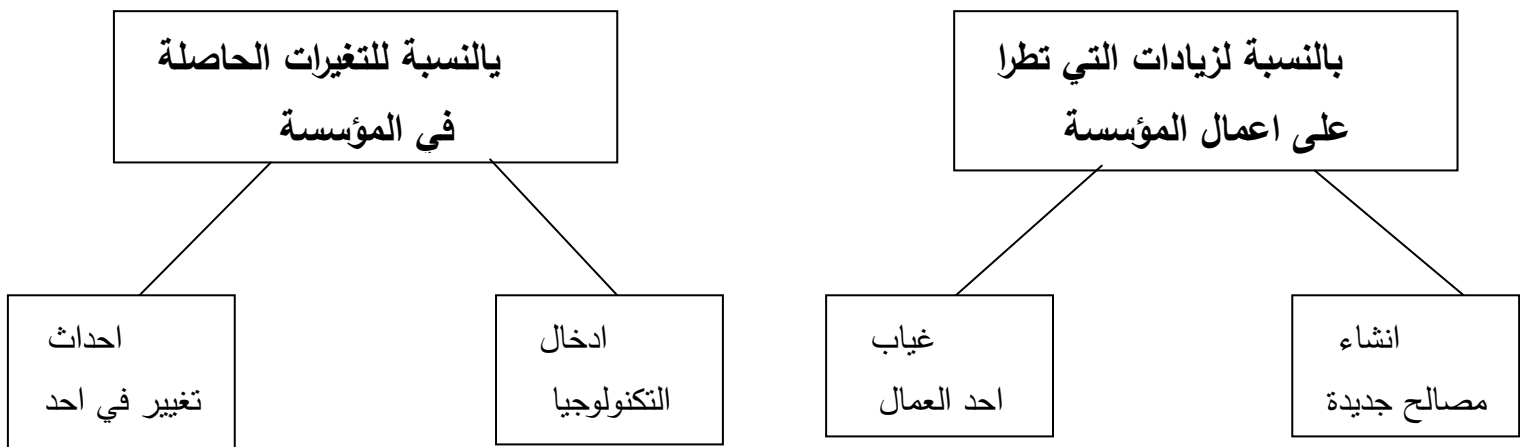 بالنسبة لزيادات التي تطرا
على اعمال المؤسسة
يالنسبة للتغيرات الحاصلة
في المؤسسة
انشاء
مصالح جديدة
غياب
احد العمال
ادخال
التكنولوجيا
احداث
تغيير في احد